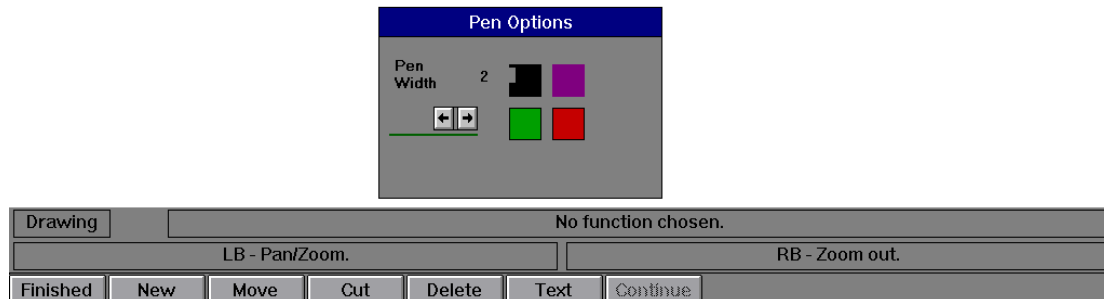 Pen Options
Pen
Width 2
Drawing No function chosen.
LB - Pan/Zoom. RB - Zoom out.
Finished New Move Cut Delete Text Continue